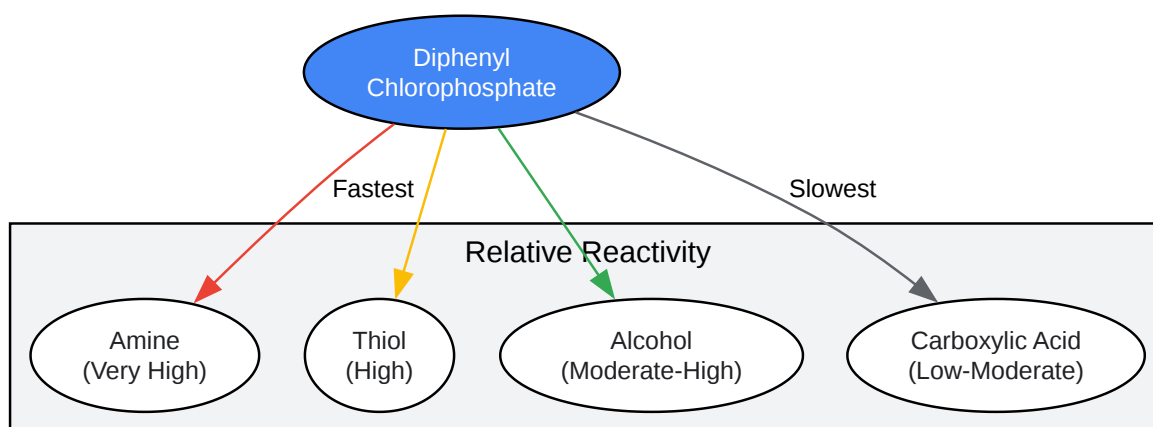 Diphenyl
Chlorophosphate
Fastest
Slowest
Relative Reactivity
Amine
(Very High)
Thiol
(High)
Alcohol
(Moderate-High)
Carboxylic Acid
(Low-Moderate)